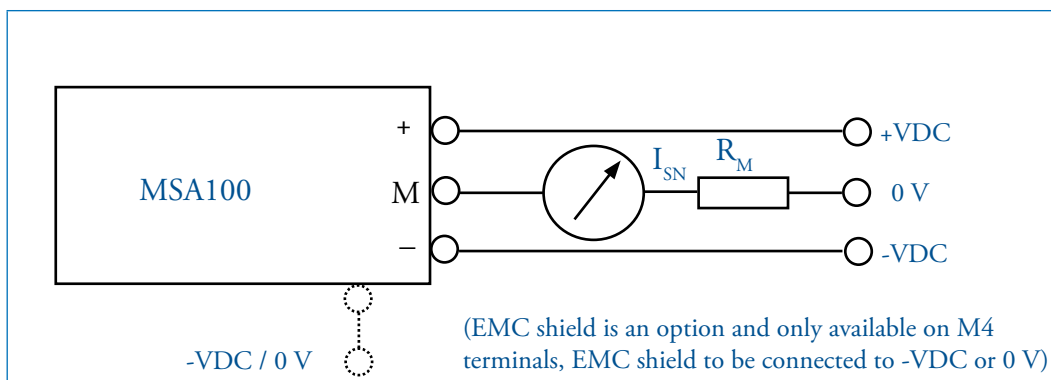 +
+VDC
MSA100
M
I_SN
R_M
0 V
–
-VDC
-VDC / 0 V
(EMC shield is an option and only available on M4
terminals, EMC shield to be connected to -VDC or 0 V)